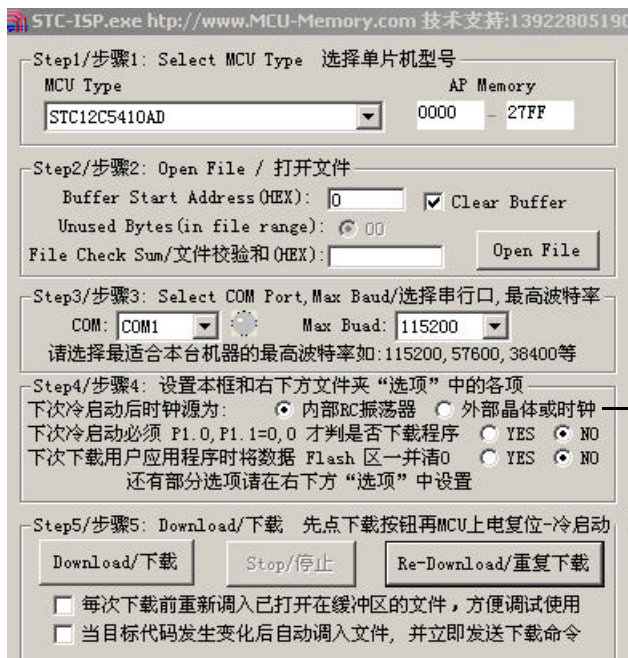 STC-ISP.exe htp://www.MCU-Memory.com 技术支持:13922805190
Step1/步骤1: Select MCU Type 选择单片机型号
MCU Type AP Memory
STC12C5410AD 0000 - 27FF
Step2/步骤2: Open File / 打开文件
Buffer Start Address(HEX): 0 Clear Buffer
Unused Bytes(in file range): 00
File Check Sum/文件校验和(HEX): Open File
Step3/步骤3: Select COM Port,Max Baud/选择串行口,最高波特率
COM: COM1 Max Buad: 115200
请选择最适合本台机器的最高波特率如:115200,57600,38400等
Step4/步骤4: 设置本框和右下方文件夹“选项”中的各项
下次冷启动后时钟源为: 内部RC振荡器 外部晶体或时钟
下次冷启动必须 P1.0,P1.1=0,0 才判是否下载程序 YES NO
下次下载用户应用程序时将数据 Flash 区一并清0 YES NO
还有部分选项请在右下方“选项”中设置
Step5/步骤5: Download/下载 先点下载按钮再MCU上电复位-冷启动
Download/下载 Stop/停止 Re-Download/重复下载
每次下载前重新调入已打开在缓冲区的文件,方便调试使用
当目标代码发生变化后自动调入文件, 并立即发送下载命令